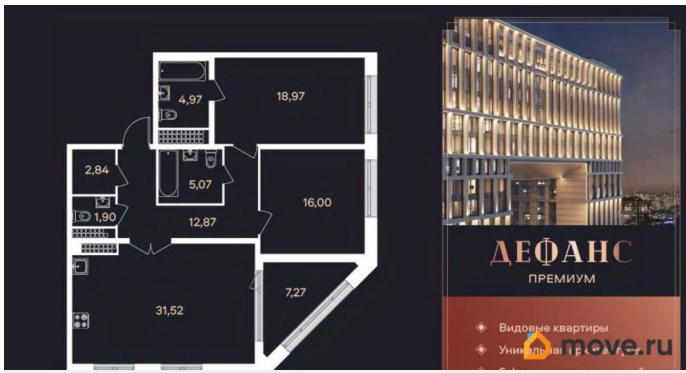 4,97
18,97
2,84
5,07
1,90
12,87
16,00
31,52
7,27
ДЕФАНС
ПРЕМИУМ
Видовые квартиры
move.ru